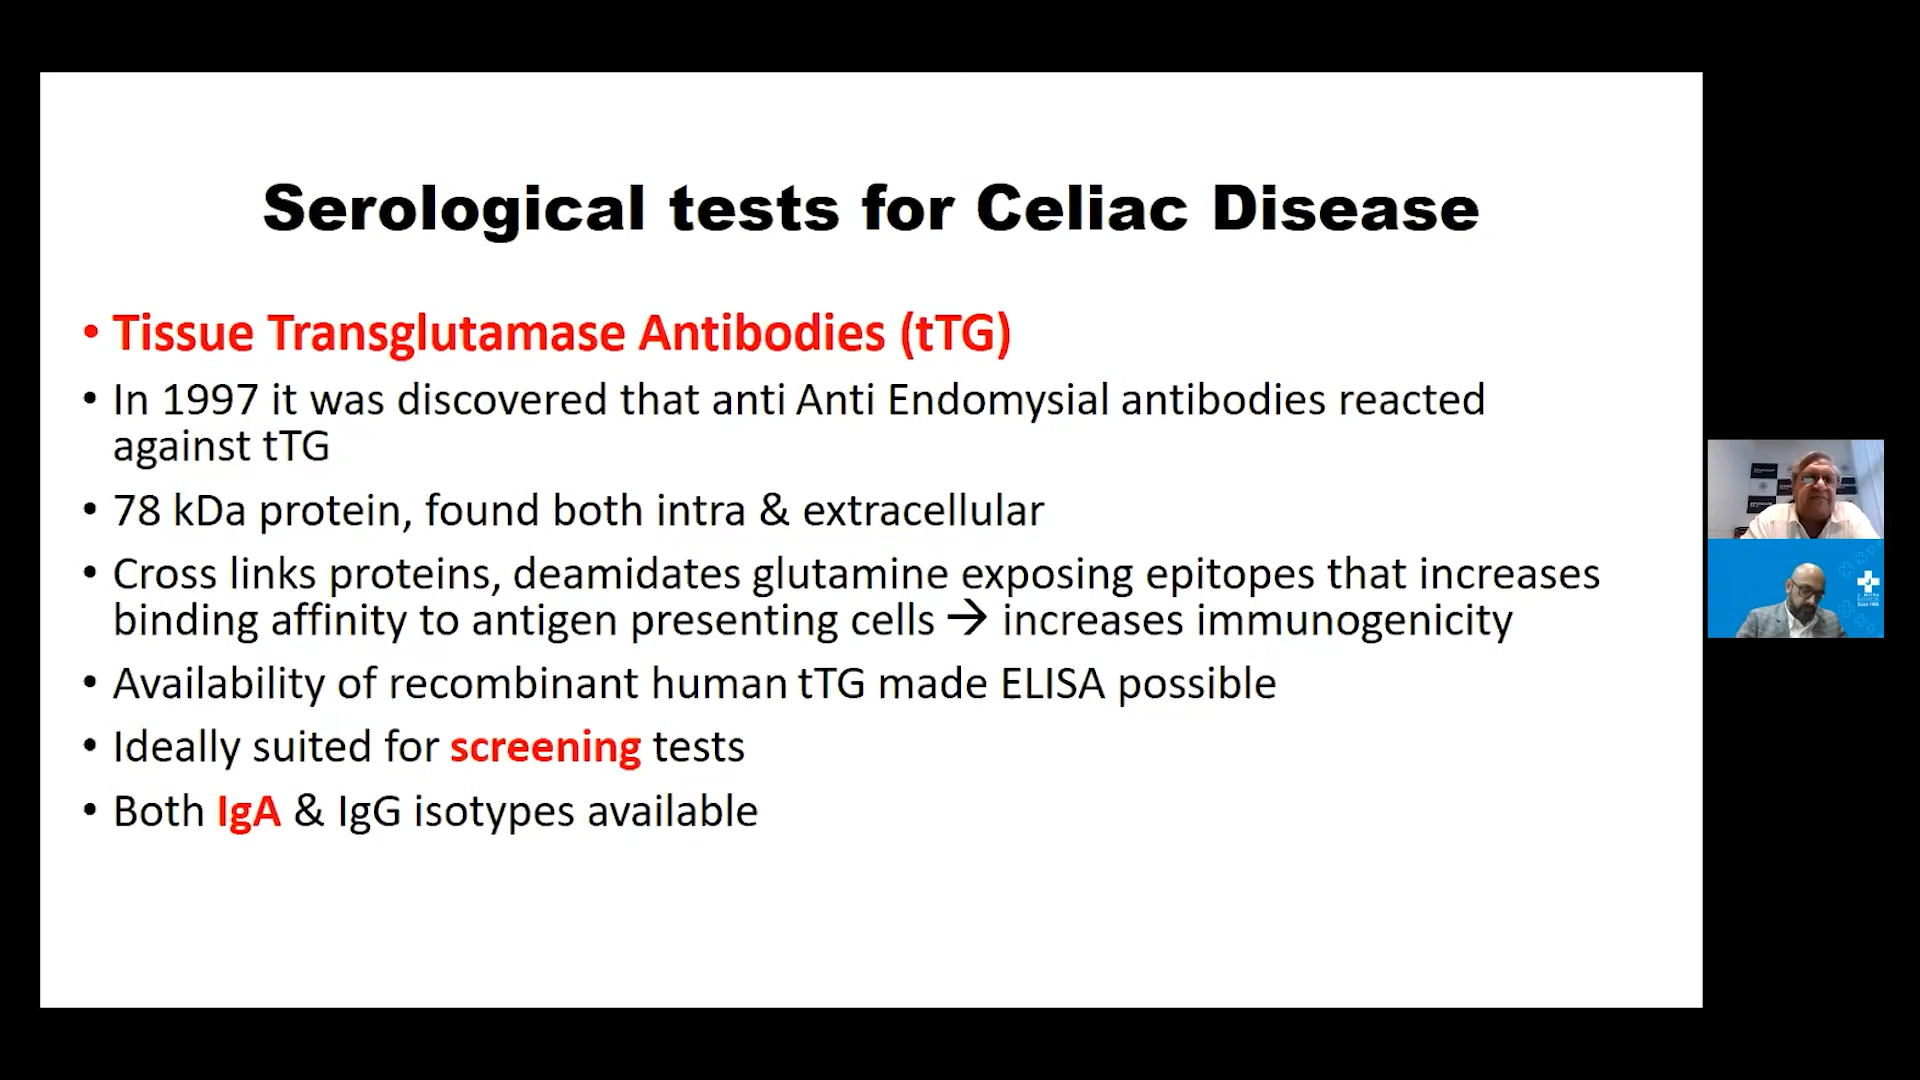 Serological tests for Celiac Disease
• Tissue Transglutamase Antibodies (tTG)
• In 1997 it was discovered that anti Anti Endomysial antibodies reacted
against tTG
• 78 kDa protein, found both intra & extracellular
• Cross links proteins, deamidates glutamine exposing epitopes that increases
binding affinity to antigen presenting cells → increases immunogenicity
• Availability of recombinant human tTG made ELISA possible
• Ideally suited for screening tests
• Both IgA & IgG isotypes available